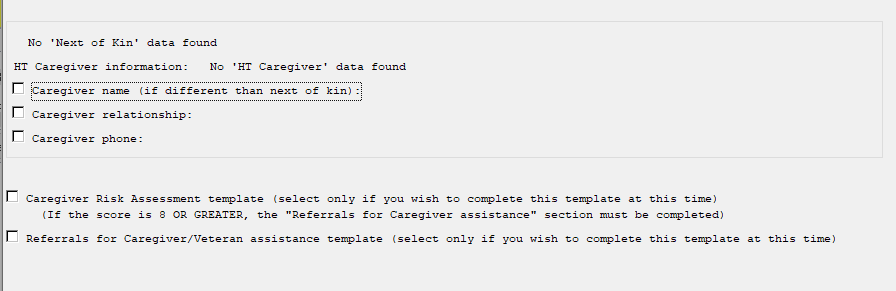 No 'Next of Kin' data found
HT Caregiver information:   No 'HT Caregiver' data found
Caregiver name (if different than next of kin):
Caregiver relationship:
Caregiver phone:
Caregiver Risk Assessment template (select only if you wish to complete this template at this time)
(If the score is 8 OR GREATER, the "Referrals for Caregiver assistance" section must be completed)
Referrals for Caregiver/Veteran assistance template (select only if you wish to complete this template at this time)